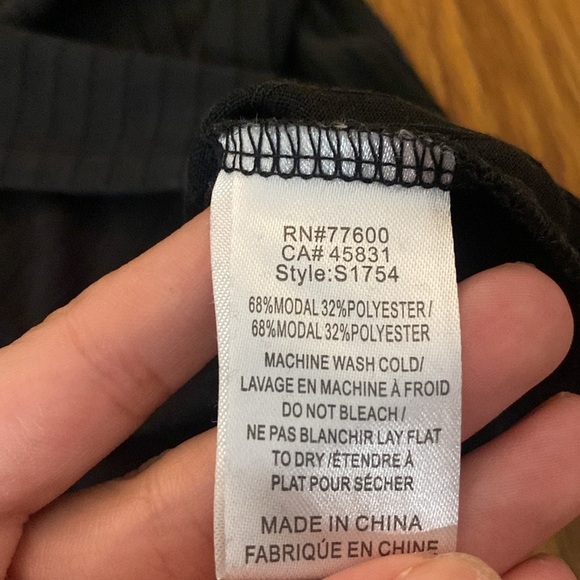 RN#77600
CA# 45831
Style:S1754
68%MODAL 32%POLYESTER /
68%MODAL 32%POLYESTER
MACHINE WASH COLD/
LAVAGE EN MACHINE À FROID
DO NOT BLEACH /
NE PAS BLANCHIR LAY FLAT
TO DRY /ÉTENDRE À
PLAT POUR SÉCHER
MADE IN CHINA
FABRIQÚE EN CHINE